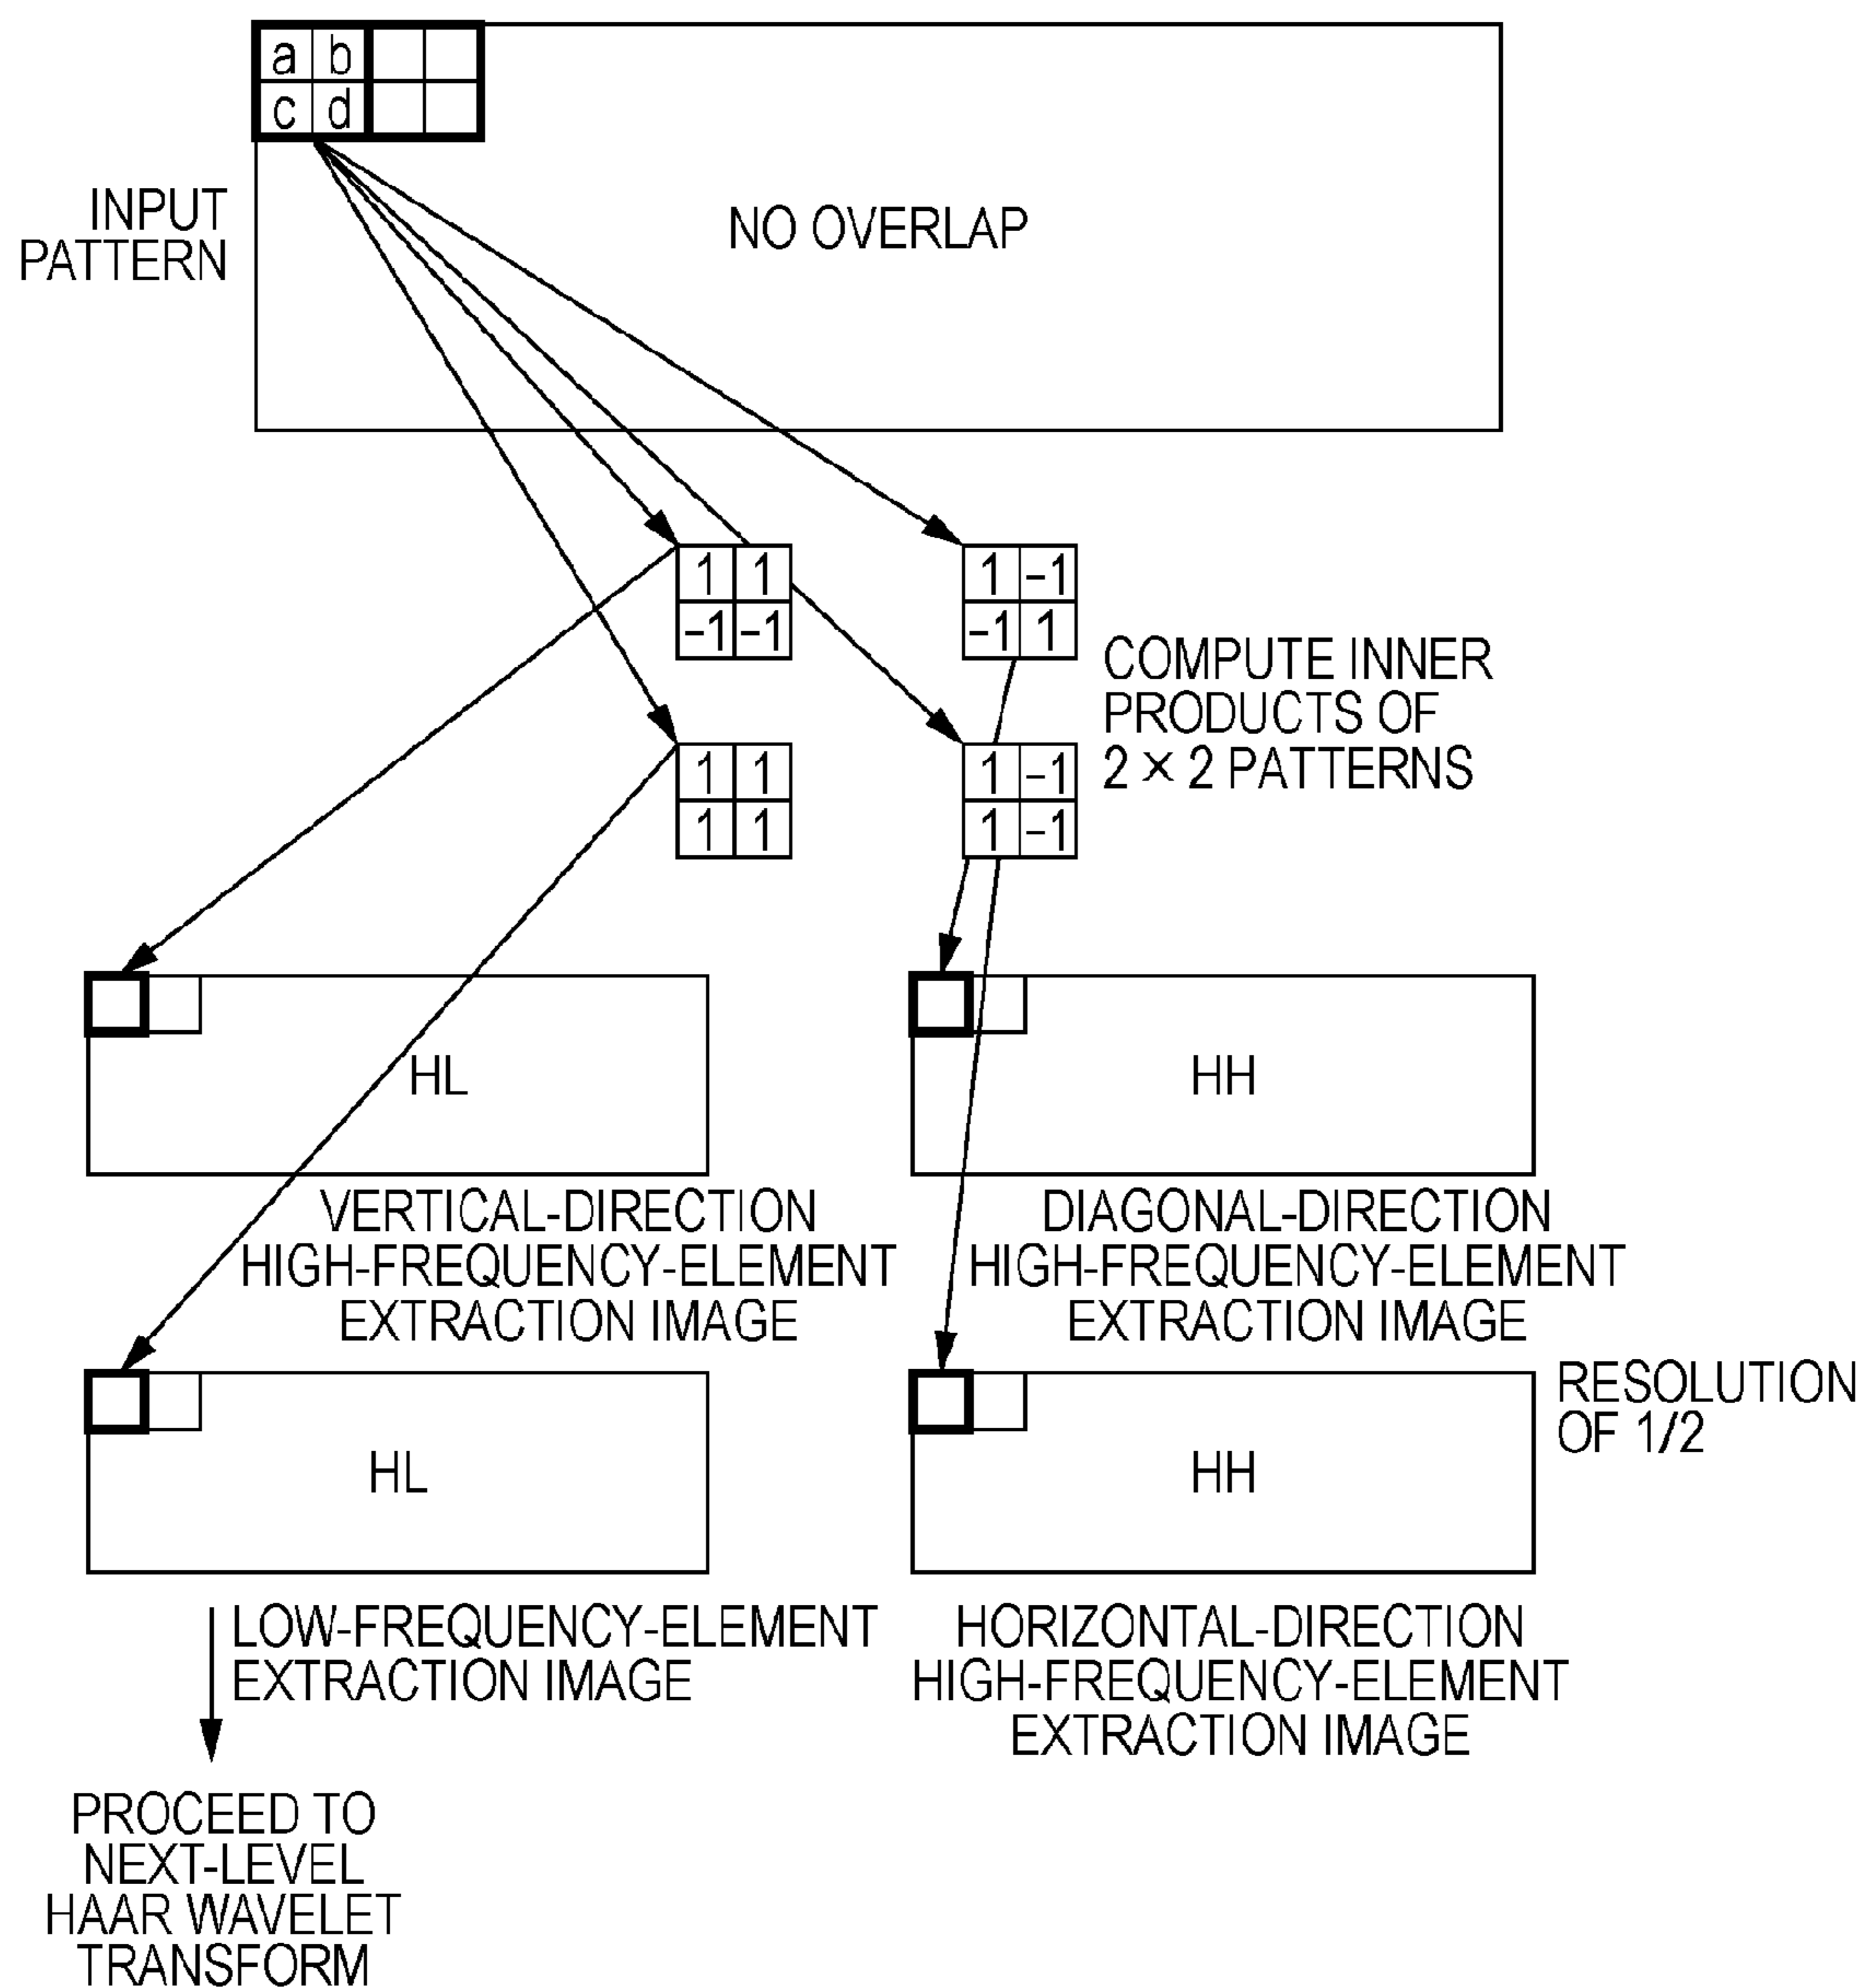 a b
c d
INPUT
PATTERN
NO OVERLAP
1 1
-1 -1
1 -1
-1 1
COMPUTE INNER
PRODUCTS OF
2 × 2 PATTERNS
1 1
1 1
1 -1
1 -1
HL
HH
VERTICAL-DIRECTION
HIGH-FREQUENCY-ELEMENT
EXTRACTION IMAGE
DIAGONAL-DIRECTION
HIGH-FREQUENCY-ELEMENT
EXTRACTION IMAGE
HL
HH
RESOLUTION
OF 1/2
LOW-FREQUENCY-ELEMENT
EXTRACTION IMAGE
HORIZONTAL-DIRECTION
HIGH-FREQUENCY-ELEMENT
EXTRACTION IMAGE
PROCEED TO
NEXT-LEVEL
HAAR WAVELET
TRANSFORM